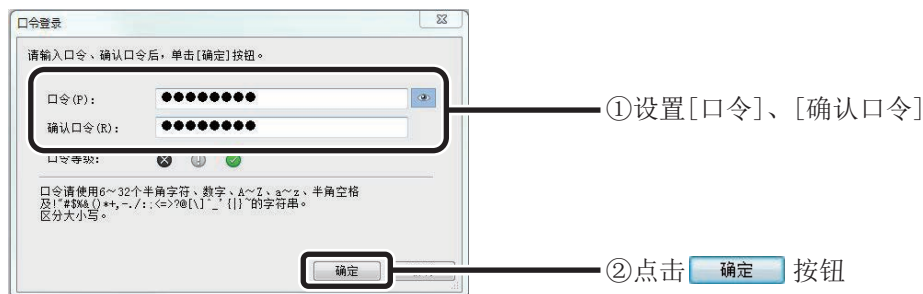 口令登录
请输入口令、确认口令后,单击[确定]按钮。
口令(P):
●●●●●●●●
①设置[口令]、[确认口令]
确认口令(R):
●●●●●●●●
口令等级:
口令请使用6～32个半角字符、数字、A～Z、a～z、半角空格
及!"#$%&()*+,-./:;<=>?@[\]^_`{|}~的字符串。
区分大小写。
确定
②点击 确定 按钮